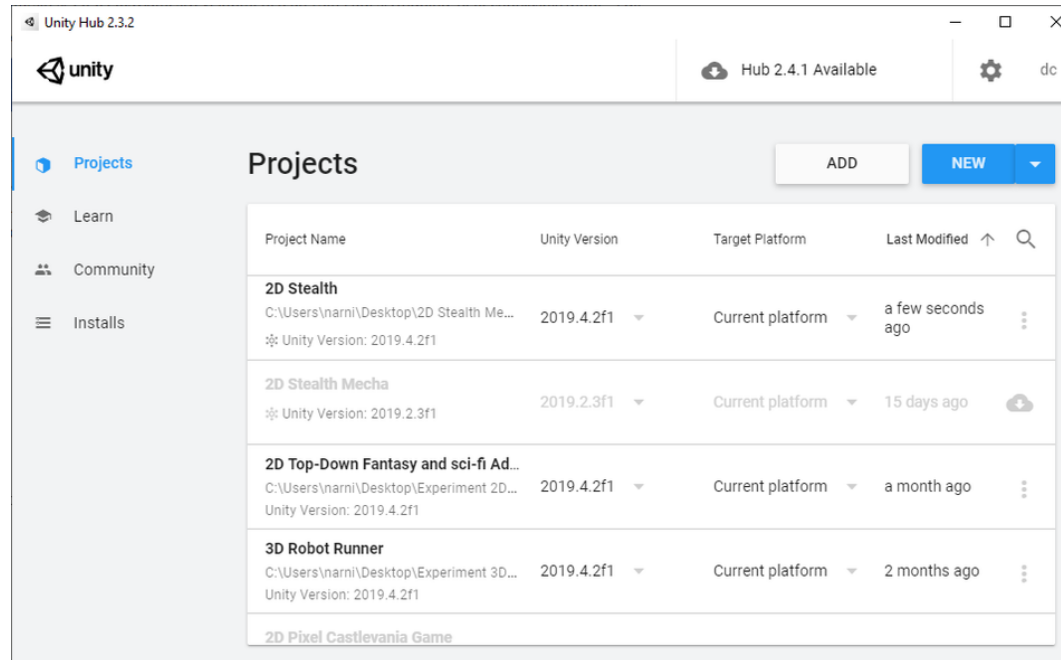 Unity Hub 2.3.2
unity
Hub 2.4.1 Available
dc
Projects
Learn
Community
Installs
Projects
ADD
NEW
Project Name
Unity Version
Target Platform
Last Modified
2D Stealth
C:\Users\narni\Desktop\2D Stealth Me...
Unity Version: 2019.4.2f1
2019.4.2f1
Current platform
a few seconds
ago
2D Stealth Mecha
Unity Version: 2019.2.3f1
2019.2.3f1
Current platform
15 days ago
2D Top-Down Fantasy and sci-fi Ad...
C:\Users\narni\Desktop\Experiment 2D...
Unity Version: 2019.4.2f1
2019.4.2f1
Current platform
a month ago
3D Robot Runner
C:\Users\narni\Desktop\Experiment 3D...
Unity Version: 2019.4.2f1
2019.4.2f1
Current platform
2 months ago
2D Pixel Castlevania Game